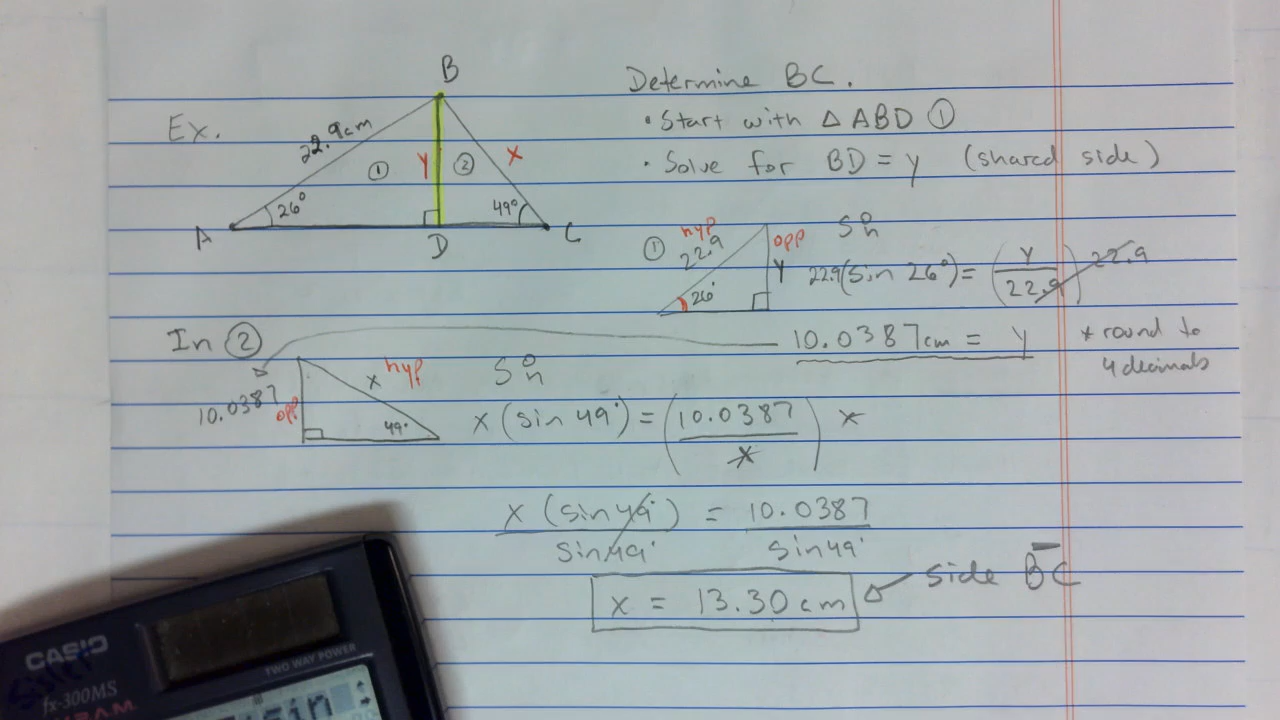 Ex.
B
22.9cm
①
y
②
x
26°
49°
A
D
C
Determine BC.
• Start with △ ABD ①
• Solve for BD = y (shared side)
①
hyp
22.9
opp
y
26°
S o h
22.9(Sin 26°) = (y / 22.9) 22.9
10.0387cm = y
* round to
4 decimals
In ②
10.0387
opp
x
hyp
49°
S o h
x (sin 49°) = (10.0387 / x) x
x (sin 49°) = 10.0387
sin 49° sin 49°
x = 13.30 cm
side BC
CASIO
fx-300MS
TWO WAY POWER
sin